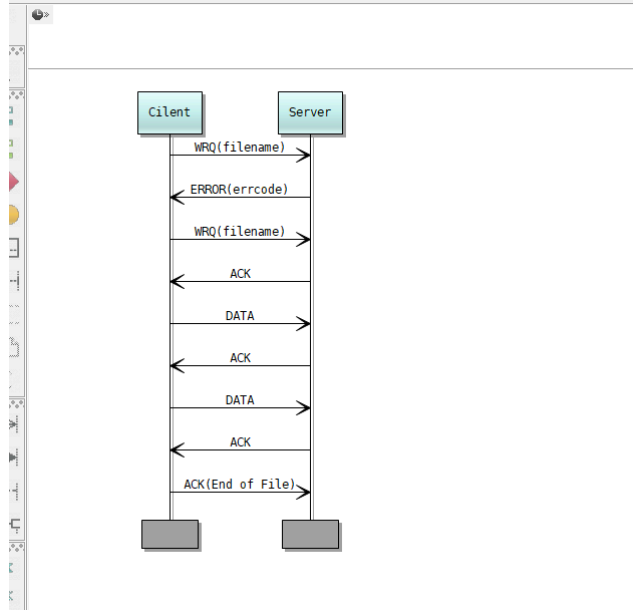 Cilent
Server
WRQ(filename)
ERROR(errcode)
WRQ(filename)
ACK
DATA
ACK
DATA
ACK
ACK(End of File)